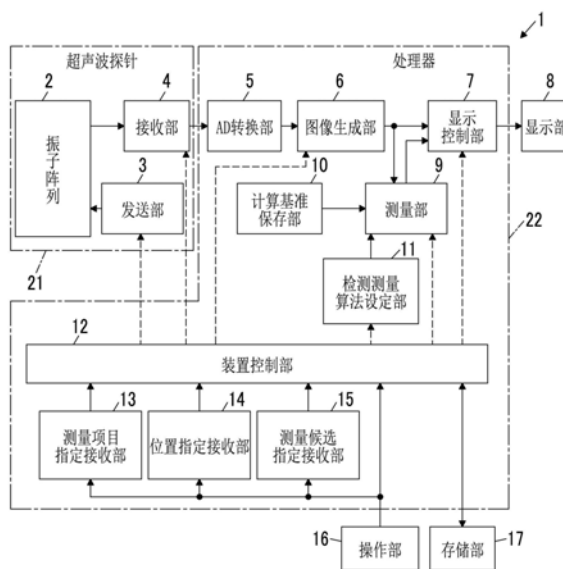 1
超声波探针
处理器
2
4
5
6
7
8
振子阵列
接收部
AD转换部
图像生成部
显示
控制部
显示部
3
10
9
发送部
计算基准
保存部
测量部
11
22
21
检测测量
算法设定部
12
装置控制部
13
14
15
测量项目
指定接收部
位置指定接收部
测量候选
指定接收部
16
操作部
存储部
17